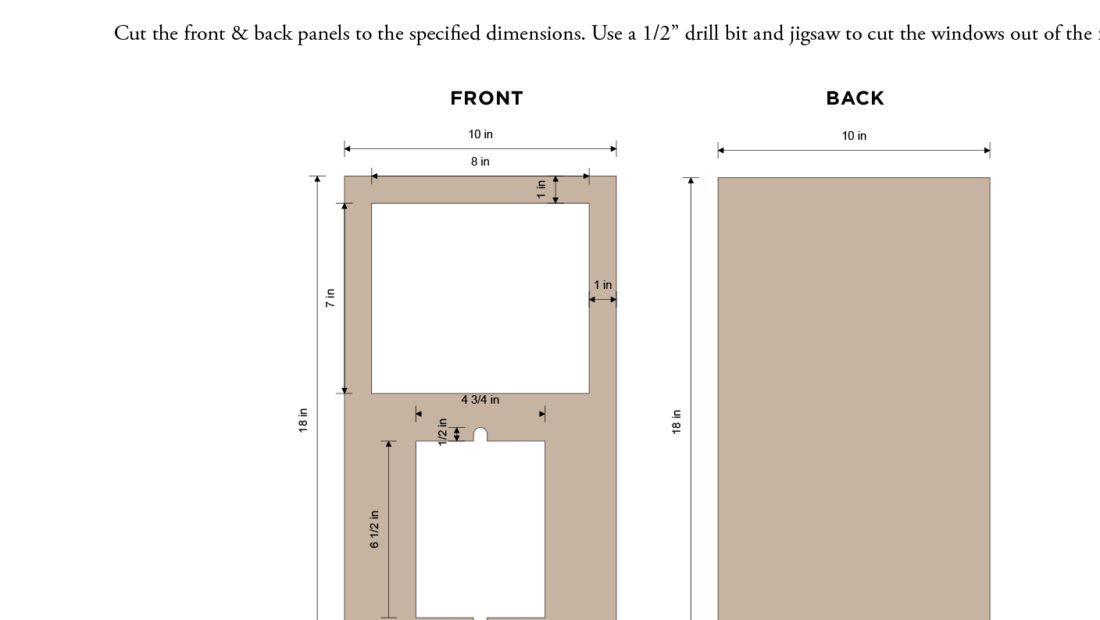 Cut the front & back panels to the specified dimensions. Use a 1/2” drill bit and jigsaw to cut the windows out of the
FRONT
BACK
10 in
10 in
8 in
1 in
7 in
1 in
4 3/4 in
18 in
18 in
1/2 in
6 1/2 in